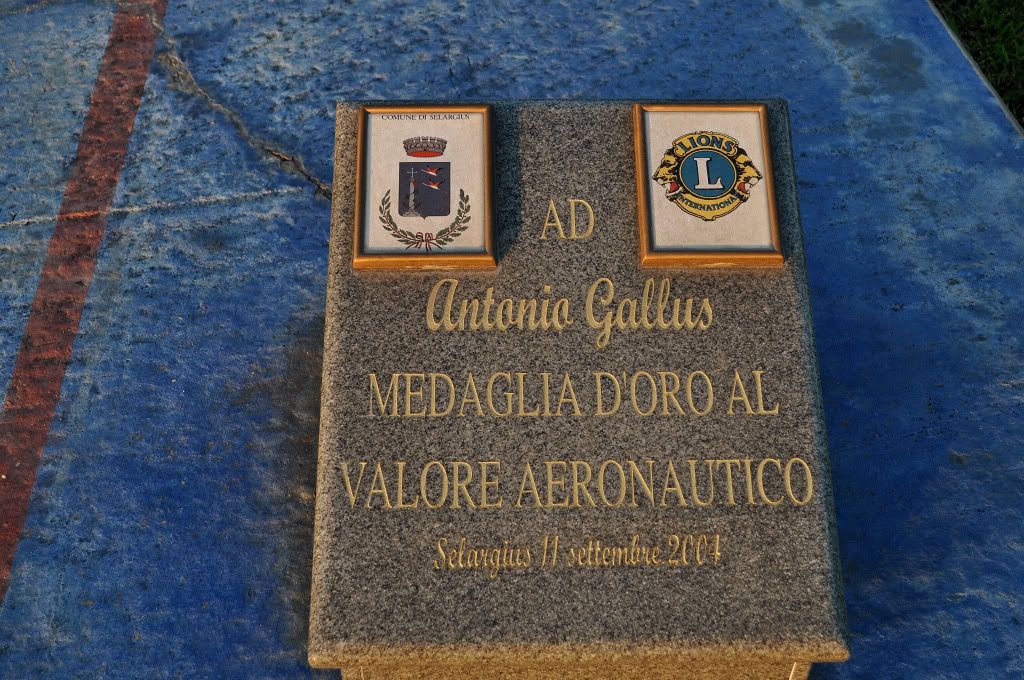 COMUNE DI SELARGIUS
LIONS
L
INTERNATIONAL
AD
Antonio Gallus
MEDAGLIA D'ORO AL
VALORE AERONAUTICO
Selargius 11 settembre 2004